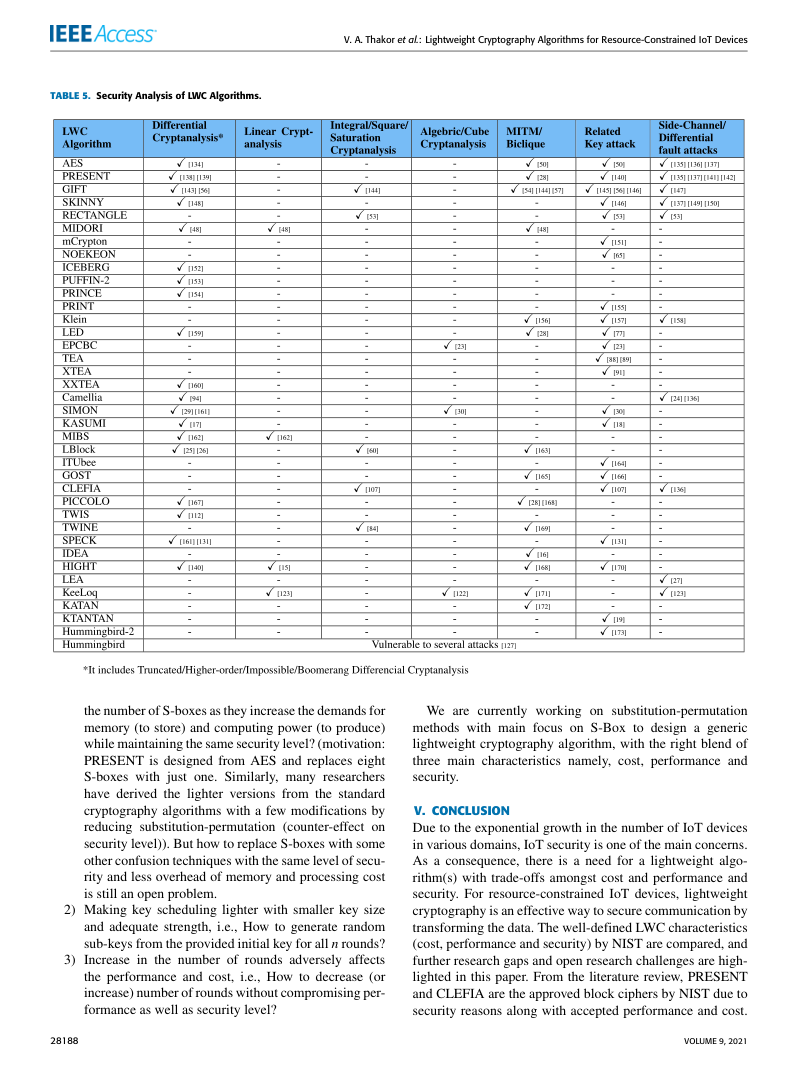 IEEE Access
V. A. Thakor et al.: Lightweight Cryptography Algorithms for Resource-Constrained IoT Devices
TABLE 5. Security Analysis of LWC Algorithms.
LWC Algorithm | Differential Cryptanalysis* | Linear Crypt-analysis | Integral/Square/ Saturation Cryptanalysis | Algebric/Cube Cryptanalysis | MITM/ Biclique | Related Key attack | Side-Channel/ Differential fault attacks
AES | ✓ [134] | - | - | - | ✓ [50] | ✓ [50] | ✓ [135] [136] [137]
PRESENT | ✓ [138] [139] | - | - | - | ✓ [28] | ✓ [140] | ✓ [135] [137] [141] [142]
GIFT | ✓ [143] [56] | - | ✓ [144] | - | ✓ [54] [144] [57] | ✓ [145] [56] [146] | ✓ [147]
SKINNY | ✓ [148] | - | - | - | - | ✓ [146] | ✓ [137] [149] [150]
RECTANGLE | - | - | ✓ [53] | - | - | ✓ [53] | ✓ [53]
MIDORI | ✓ [48] | ✓ [48] | - | - | ✓ [48] | - | -
mCrypton | - | - | - | - | - | ✓ [151] | -
NOEKEON | - | - | - | - | - | ✓ [65] | -
ICEBERG | ✓ [152] | - | - | - | - | - | -
PUFFIN-2 | ✓ [153] | - | - | - | - | - | -
PRINCE | ✓ [154] | - | - | - | - | - | -
PRINT | - | - | - | - | - | ✓ [155] | -
Klein | - | - | - | - | ✓ [156] | ✓ [157] | ✓ [158]
LED | ✓ [159] | - | - | - | ✓ [28] | ✓ [77] | -
EPCBC | - | - | - | ✓ [23] | - | ✓ [23] | -
TEA | - | - | - | - | - | ✓ [88] [89] | -
XTEA | - | - | - | - | - | ✓ [91] | -
XXTEA | ✓ [160] | - | - | - | - | - | -
Camellia | ✓ [94] | - | - | - | - | - | ✓ [24] [136]
SIMON | ✓ [29] [161] | - | - | ✓ [30] | - | ✓ [30] | -
KASUMI | ✓ [17] | - | - | - | - | ✓ [18] | -
MIBS | ✓ [162] | ✓ [162] | - | - | - | - | -
LBlock | ✓ [25] [26] | - | ✓ [60] | - | ✓ [163] | - | -
ITUbee | - | - | - | - | - | ✓ [164] | -
GOST | - | - | - | - | ✓ [165] | ✓ [166] | -
CLEFIA | - | - | ✓ [107] | - | - | ✓ [107] | ✓ [136]
PICCOLO | ✓ [167] | - | - | - | ✓ [28] [168] | - | -
TWIS | ✓ [112] | - | - | - | - | - | -
TWINE | - | - | ✓ [84] | - | ✓ [169] | - | -
SPECK | ✓ [161] [131] | - | - | - | - | ✓ [131] | -
IDEA | - | - | - | - | ✓ [16] | - | -
HIGHT | ✓ [140] | ✓ [15] | - | - | ✓ [168] | ✓ [170] | -
LEA | - | - | - | - | - | - | ✓ [27]
KeeLoq | - | ✓ [123] | - | ✓ [122] | ✓ [171] | - | ✓ [123]
KATAN | - | - | - | - | ✓ [172] | - | -
KTANTAN | - | - | - | - | - | ✓ [19] | -
Hummingbird-2 | - | - | - | - | - | ✓ [173] | -
Hummingbird | Vulnerable to several attacks [127]
*It includes Truncated/Higher-order/Impossible/Boomerang Differencial Cryptanalysis
the number of S-boxes as they increase the demands for
memory (to store) and computing power (to produce)
while maintaining the same security level? (motivation:
PRESENT is designed from AES and replaces eight
S-boxes with just one. Similarly, many researchers
have derived the lighter versions from the standard
cryptography algorithms with a few modifications by
reducing substitution-permutation (counter-effect on
security level)). But how to replace S-boxes with some
other confusion techniques with the same level of secu-
rity and less overhead of memory and processing cost
is still an open problem.
2) Making key scheduling lighter with smaller key size
and adequate strength, i.e., How to generate random
sub-keys from the provided initial key for all n rounds?
3) Increase in the number of rounds adversely affects
the performance and cost, i.e., How to decrease (or
increase) number of rounds without compromising per-
formance as well as security level?
We are currently working on substitution-permutation
methods with main focus on S-Box to design a generic
lightweight cryptography algorithm, with the right blend of
three main characteristics namely, cost, performance and
security.
V. CONCLUSION
Due to the exponential growth in the number of IoT devices
in various domains, IoT security is one of the main concerns.
As a consequence, there is a need for a lightweight algo-
rithm(s) with trade-offs amongst cost and performance and
security. For resource-constrained IoT devices, lightweight
cryptography is an effective way to secure communication by
transforming the data. The well-defined LWC characteristics
(cost, performance and security) by NIST are compared, and
further research gaps and open research challenges are high-
lighted in this paper. From the literature review, PRESENT
and CLEFIA are the approved block ciphers by NIST due to
security reasons along with accepted performance and cost.
28188
VOLUME 9, 2021